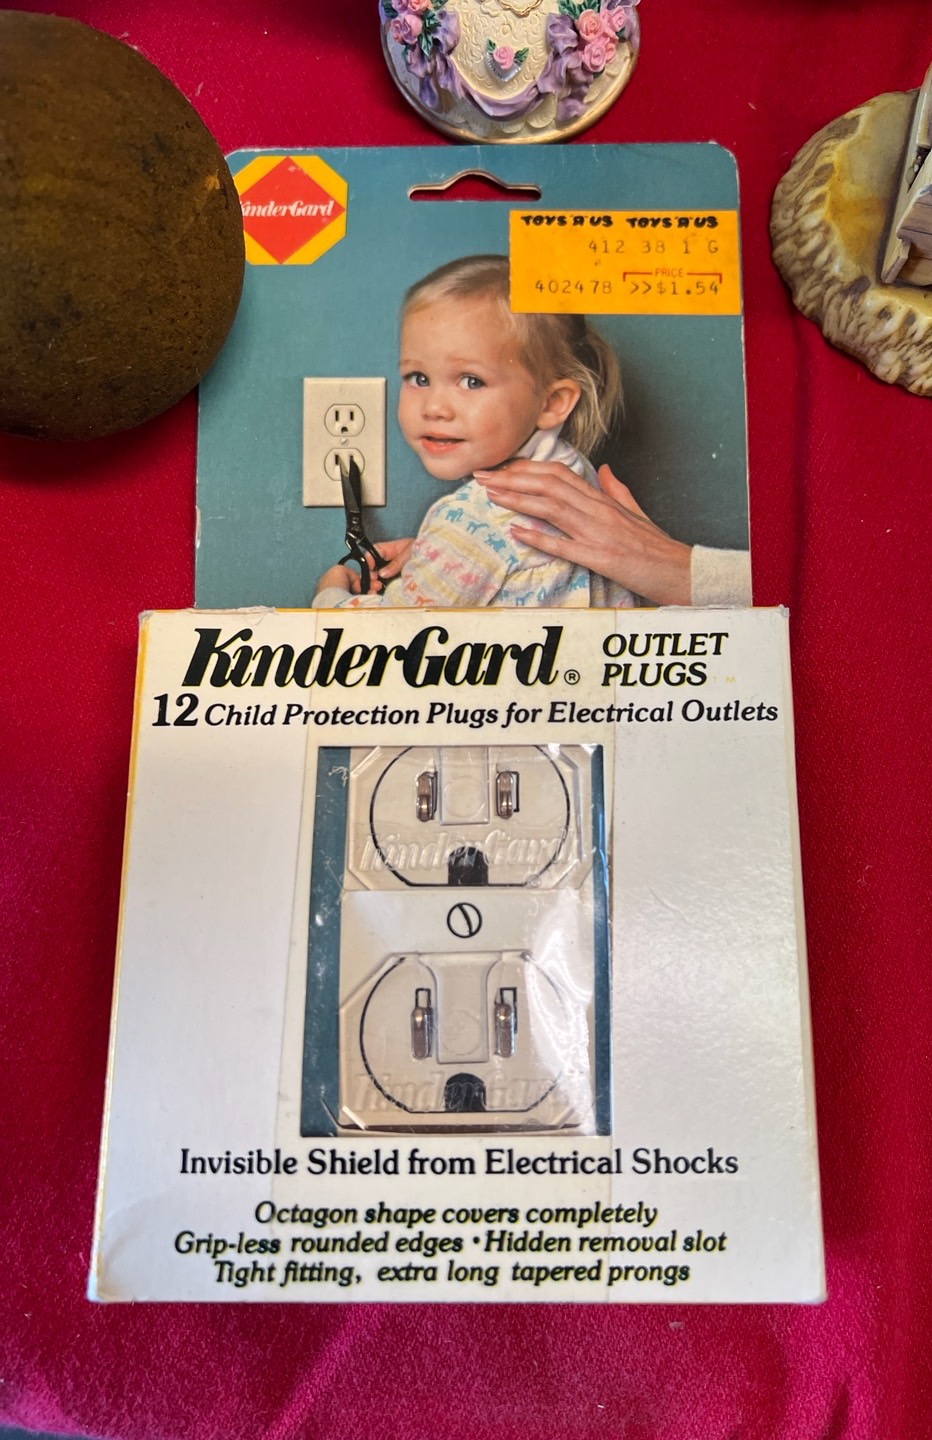 KinderGard
TOYS "R" US TOYS "R" US
412 38 1 G
PRICE
402478 >>$1.54
KinderGard® OUTLET
PLUGS TM
12 Child Protection Plugs for Electrical Outlets
KinderGard
KinderGard
Invisible Shield from Electrical Shocks
Octagon shape covers completely
Grip-less rounded edges • Hidden removal slot
Tight fitting, extra long tapered prongs